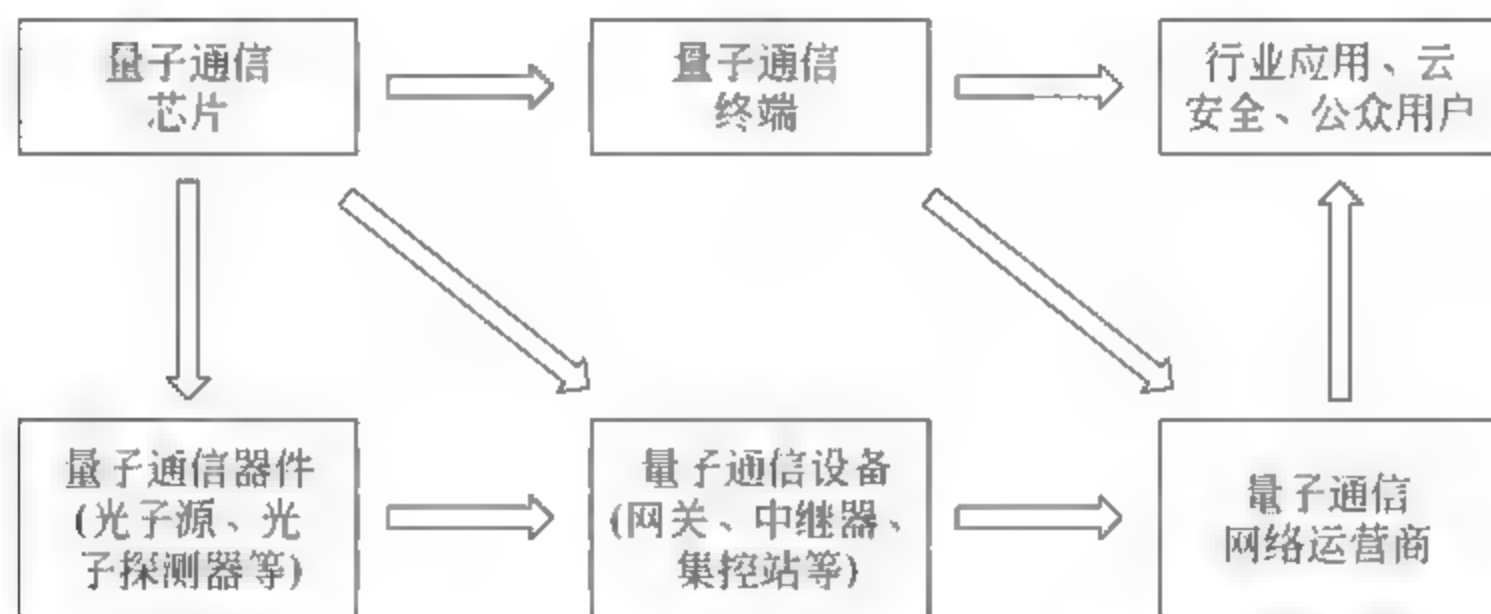 量子通信
芯片
量子通信
终端
行业应用、云
安全、公众用户
量子通信器件
(光子源、光
子探测器等)
量子通信设备
(网关、中继器、
集控站等)
量子通信
网络运营商